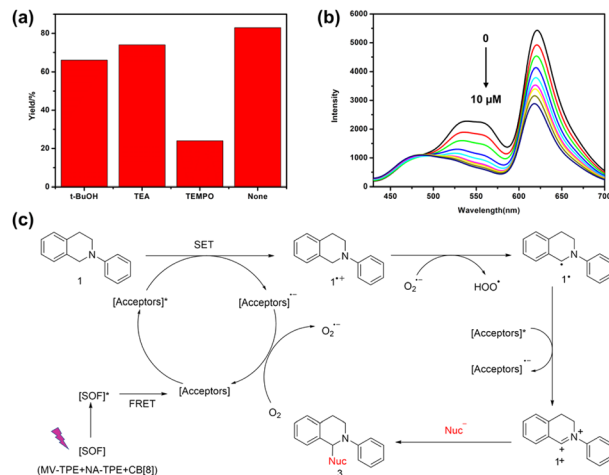 (a)
Yield/%
80
60
40
20
0
t-BuOH TEA TEMPO None
(b)
Intensity
6000
5000
4000
3000
2000
1000
0
0
10 μM
450 500 550 600 650 700
Wavelength(nm)
(c)
SET
1
1•+
O2•−
HOO•
1•
[Acceptors]*
[Acceptors]•−
O2•−
[Acceptors]*
[Acceptors]•−
[SOF]*
FRET
[Acceptors]
O2
[SOF]
(MV-TPE+NA-TPE+CB[8])
Nuc
3
Nuc−
N+
+
1+
N
N
N
N